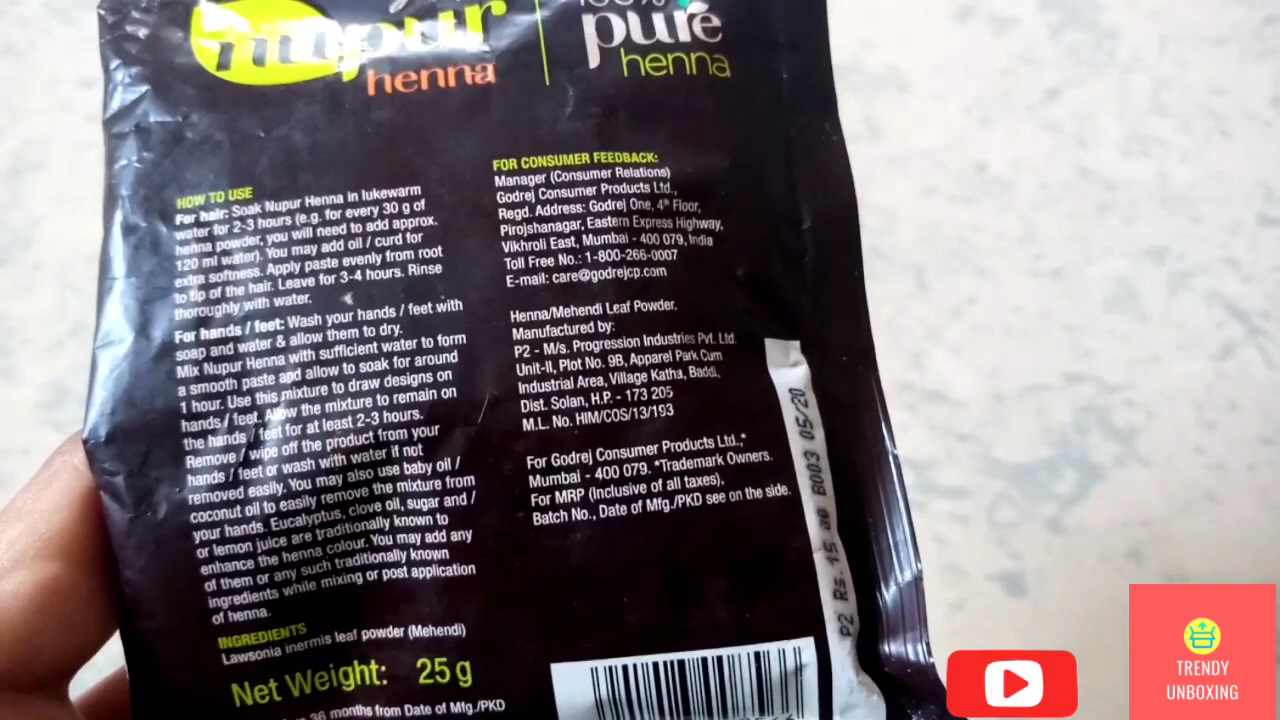 nupur
henna
100%
pure
henna
HOW TO USE
For hair: Soak Nupur Henna in lukewarm
water for 2-3 hours (e.g. for every 30 g of
henna powder, you will need to add approx.
120 ml water). You may add oil / curd for
extra softness. Apply paste evenly from root
to tip of the hair. Leave for 3-4 hours. Rinse
thoroughly with water.
For hands / feet: Wash your hands / feet with
soap and water & allow them to dry.
Mix Nupur Henna with sufficient water to form
a smooth paste and allow to soak for around
1 hour. Use this mixture to draw designs on
hands / feet. Allow the mixture to remain on
the hands / feet for at least 2-3 hours.
Remove / wipe off the product from your
hands / feet or wash with water if not
removed easily. You may also use baby oil /
coconut oil to easily remove the mixture from
your hands. Eucalyptus, clove oil, sugar and /
or lemon juice are traditionally known to
enhance the henna colour. You may add any
of them or any such traditionally known
ingredients while mixing or post application
of henna.
INGREDIENTS
Lawsonia inermis leaf powder (Mehendi)
Net Weight: 25 g
36 months from Date of Mfg./PKD
FOR CONSUMER FEEDBACK:
Manager (Consumer Relations)
Godrej Consumer Products Ltd.,
Regd. Address: Godrej One, 4th Floor,
Pirojshanagar, Eastern Express Highway,
Vikhroli East, Mumbai - 400 079, India
Toll Free No.: 1-800-266-0007
E-mail: care@godrejcp.com
Henna/Mehendi Leaf Powder.
Manufactured by:
P2 - M/s. Progression Industries Pvt. Ltd.
Unit-II, Plot No. 9B, Apparel Park Cum
Industrial Area, Village Katha, Baddi,
Dist. Solan, H.P. - 173 205
M.L. No. HIM/COS/13/193
For Godrej Consumer Products Ltd.,*
Mumbai - 400 079. *Trademark Owners.
For MRP (Inclusive of all taxes),
Batch No., Date of Mfg./PKD see on the side.
P2 Rs. 15 00 B003 05/20
TRENDY
UNBOXING